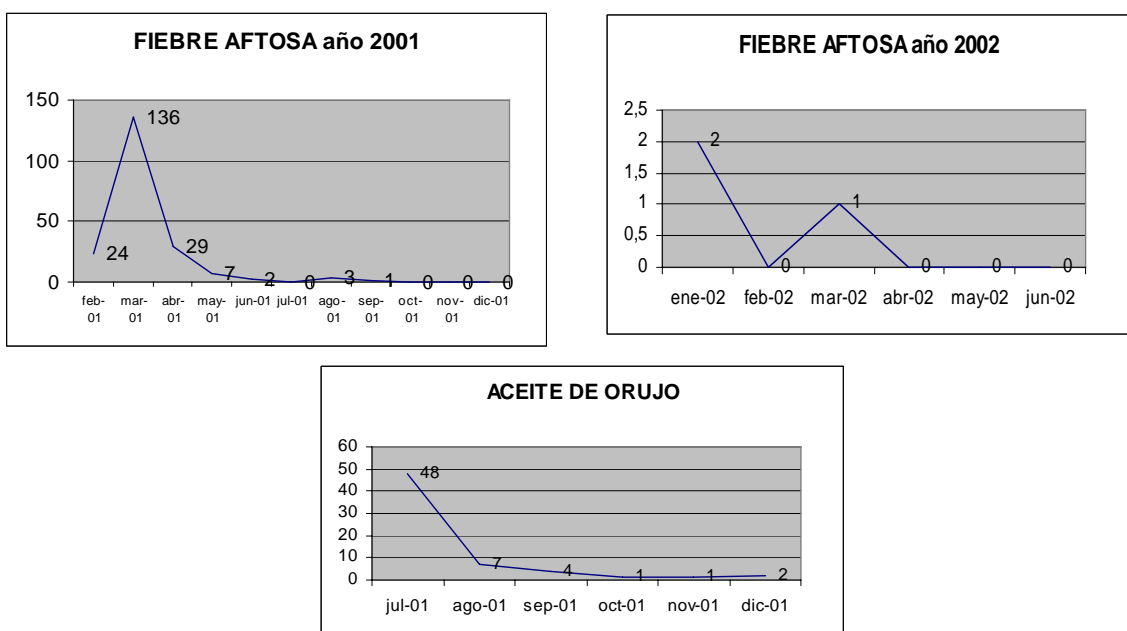 FIEBRE AFTOSA año 2001
150
100
50
0
24
136
29
7
2
0
3
1
0
0
0
feb-01
mar-01
abr-01
may-01
jun-01
jul-01
ago-01
sep-01
oct-01
nov-01
dic-01
FIEBRE AFTOSA año 2002
2,5
2
1,5
1
0,5
0
2
0
1
0
0
0
ene-02
feb-02
mar-02
abr-02
may-02
jun-02
ACEITE DE ORUJO
60
50
40
30
20
10
0
48
7
4
1
1
2
jul-01
ago-01
sep-01
oct-01
nov-01
dic-01